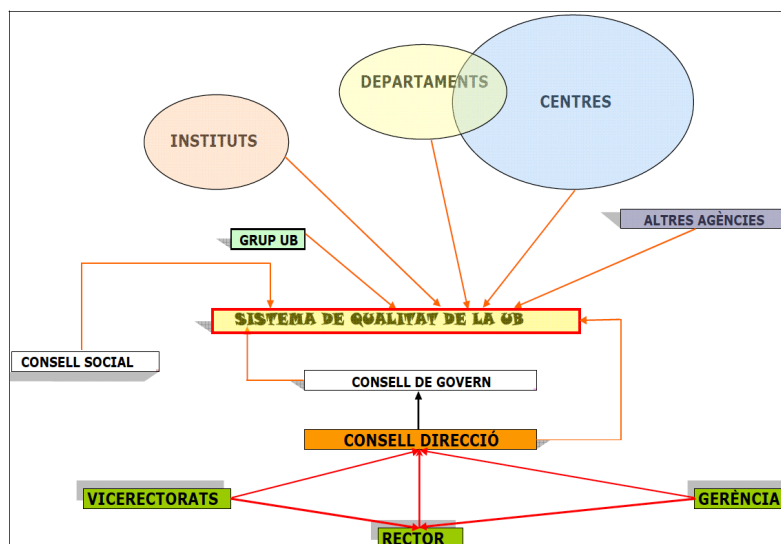 DEPARTAMENTS
CENTRES
INSTITUTS
ALTRES AGÈNCIES
GRUP UB
SISTEMA DE QUALITAT DE LA UB
CONSELL SOCIAL
CONSELL DE GOVERN
CONSELL DIRECCIÓ
VICERECTORATS
GERÈNCIA
RECTOR